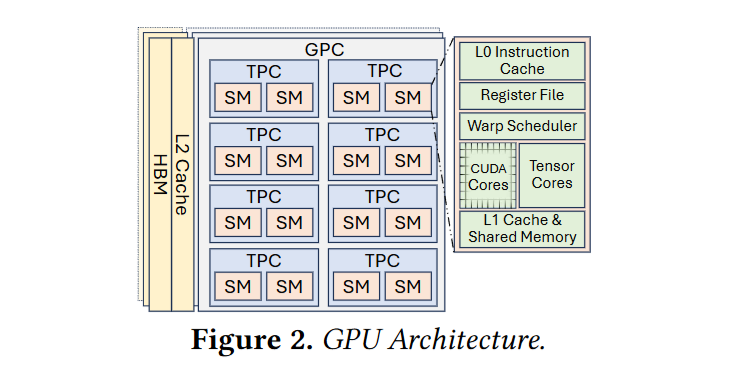 GPC
TPC TPC
SM SM SM SM
TPC TPC
SM SM SM SM
TPC TPC
SM SM SM SM
TPC TPC
SM SM SM SM
HBM
L2 Cache
L0 Instruction
Cache
Register File
Warp Scheduler
CUDA
Cores
Tensor
Cores
L1 Cache &
Shared Memory
Figure 2. GPU Architecture.